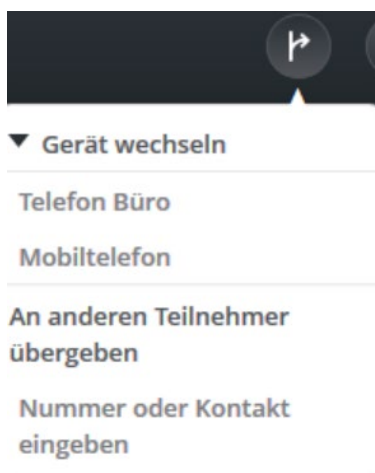 Gerät wechseln
Telefon Büro
Mobiltelefon
An anderen Teilnehmer
übergeben
Nummer oder Kontakt
eingeben